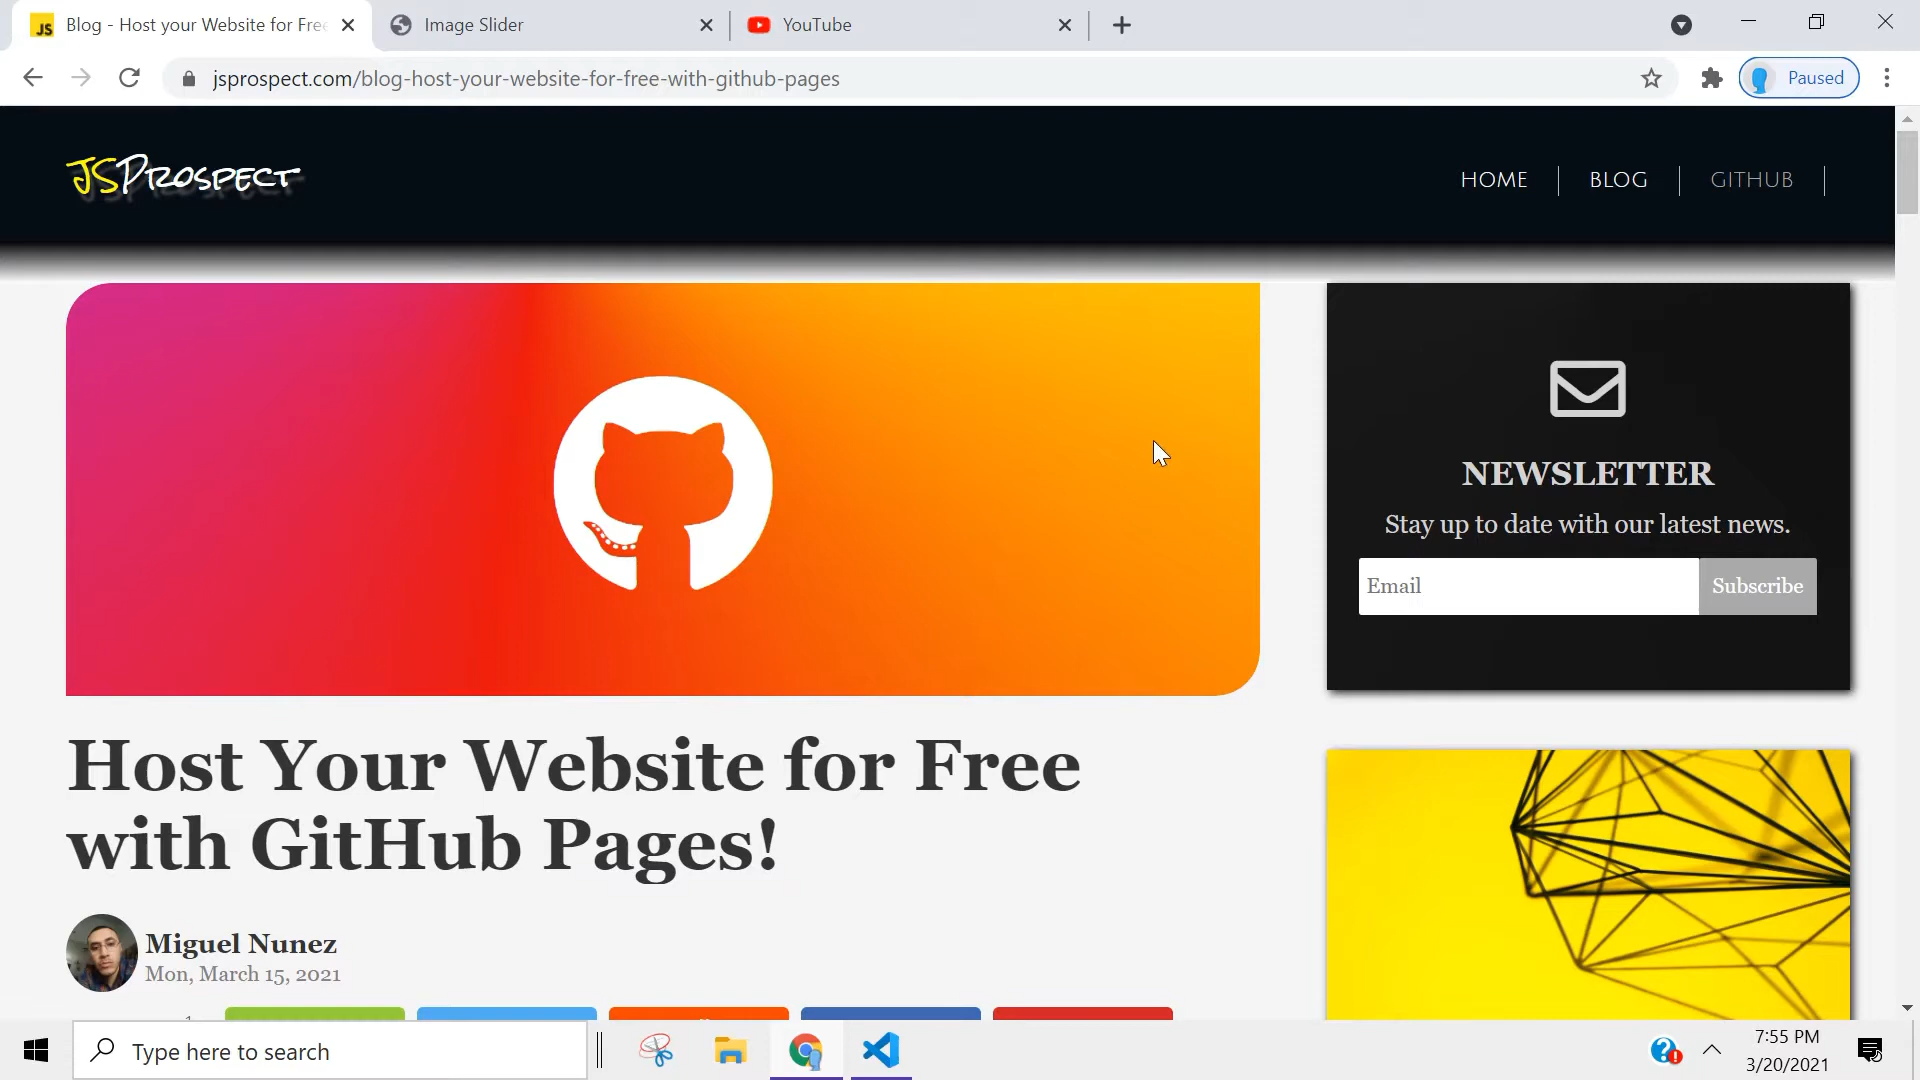 JS
Blog - Host your Website for Free
Image Slider
YouTube
jsprospect.com/blog-host-your-website-for-free-with-github-pages
Paused
JSProspect
HOME
BLOG
GITHUB
NEWSLETTER
Stay up to date with our latest news.
Email
Subscribe
Host Your Website for Free
with GitHub Pages!
Miguel Nunez
Mon, March 15, 2021
Type here to search
7:55 PM
3/20/2021